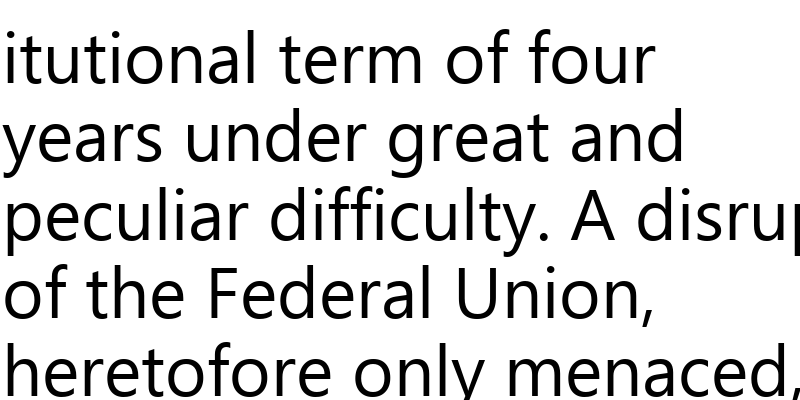 itutional term of four
years under great and
peculiar difficulty. A disrup
of the Federal Union,
heretofore only menaced,